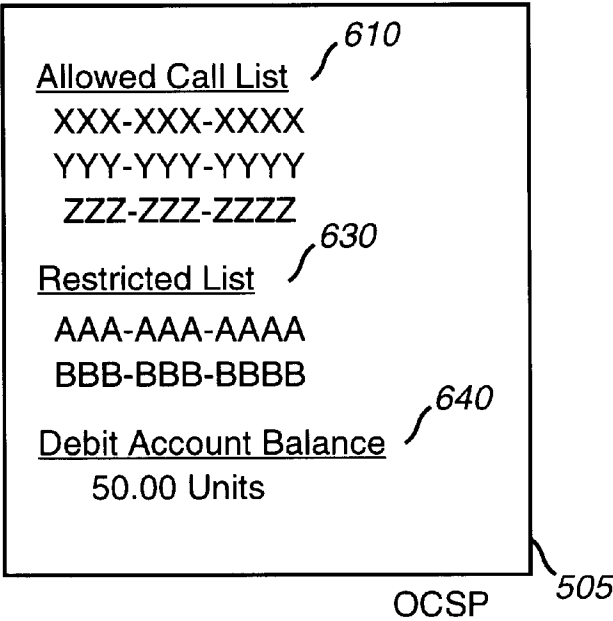 610
Allowed Call List
XXX-XXX-XXXX
YYY-YYY-YYYY
ZZZ-ZZZ-ZZZZ
630
Restricted List
AAA-AAA-AAAA
BBB-BBB-BBBB
640
Debit Account Balance
50.00 Units
505
OCSP